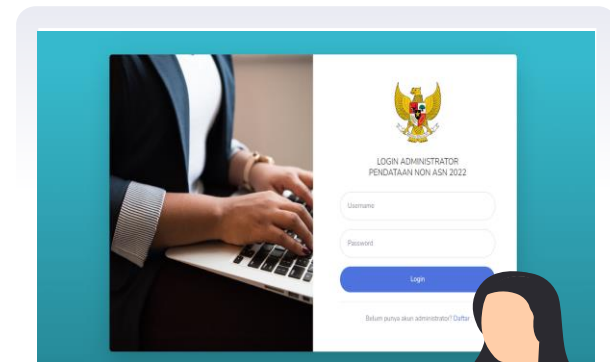 LOGIN ADMINISTRATOR
PENDATAAN NON ASN 2022
Username
Password
Login
Belum punya akun administrator? Daftar